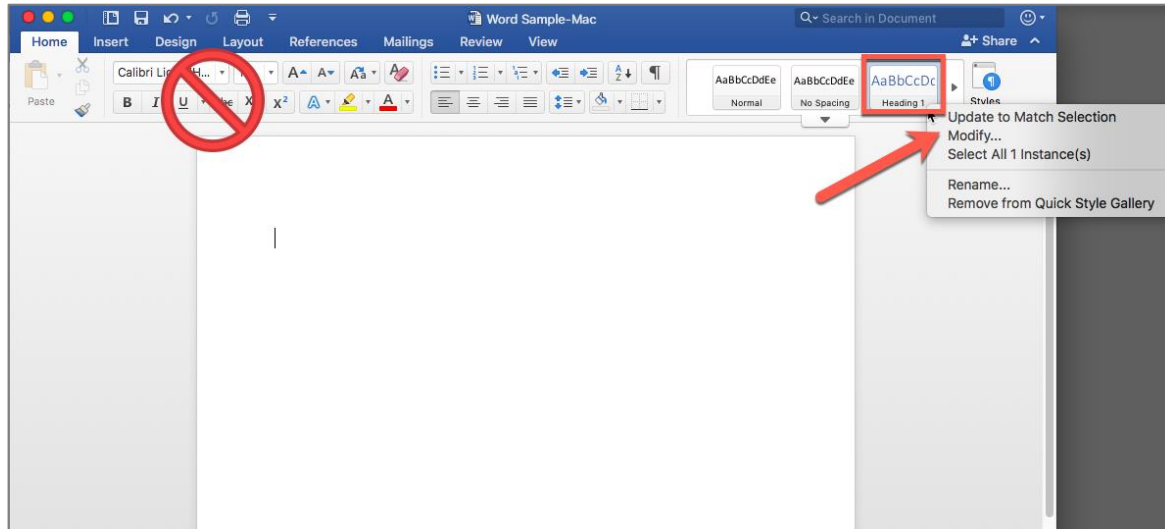 Word Sample-Mac
Search in Document
Home Insert Design Layout References Mailings Review View
Share
Calibri A A Aa
AaBbCcDdEe AaBbCcDdEe AaBbCcDc
Paste
B I U X² A A
Normal No Spacing Heading 1 Styles
Update to Match Selection
Modify...
Select All 1 Instance(s)
Rename...
Remove from Quick Style Gallery